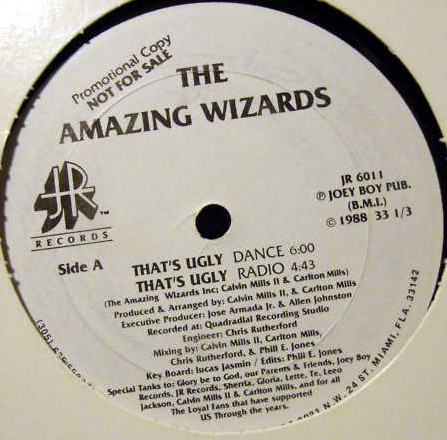 Promotional Copy
NOT FOR SALE
THE
AMAZING WIZARDS
JR
™
RECORDS
Side A
JR 6011
Ⓟ JOEY BOY PUB.
(B.M.I.)
© 1988 33 1/3
THAT'S UGLY DANCE 6:00
THAT'S UGLY RADIO 4:43
(The Amazing Wizards Inc; Calvin Mills II & Carlton Mills)
Produced & Arranged by: Calvin Mills II, & Carlton Mills
Executive Producer: Jose Armada Jr. & Allen Johnston
Recorded at: Quadradial Recording Studio
Engineer: Chris Rutherford
Mixing by: Calvin Mill II, Carlton Mills,
Chris Rutherford, & Phill E. Jones
Key Board: lucas Jasmin / Edits: Phill E. Jones
Special Tanks to: Glory be to God, our Parents & Friends, Joey Boy
Records, JR Records, Sherria, Gloria, Lette, Te, Leeo
Jackson, Calvin Mills II & Carlton Mills, and for all
The Loyal Fans that have supported
US Through the years.
(305)
N.W. 24 ST. MIAMI, FLA. 33142